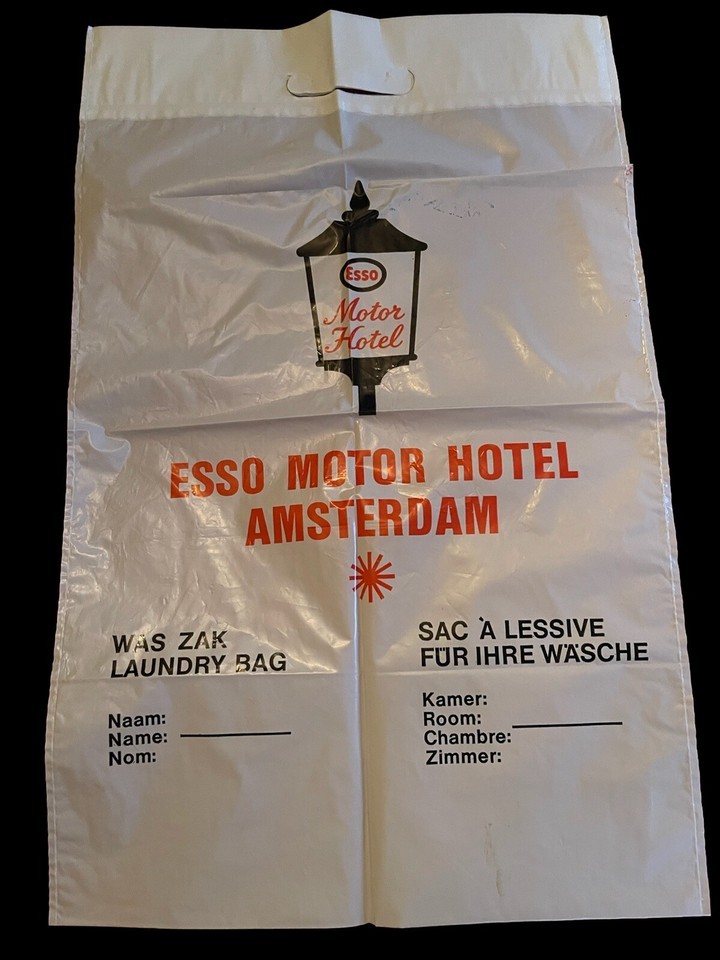 Esso
Motor
Hotel
ESSO MOTOR HOTEL
AMSTERDAM
WAS ZAK
LAUNDRY BAG
SAC À LESSIVE
FÜR IHRE WÄSCHE
Naam:
Name:
Nom:
Kamer:
Room:
Chambre:
Zimmer: